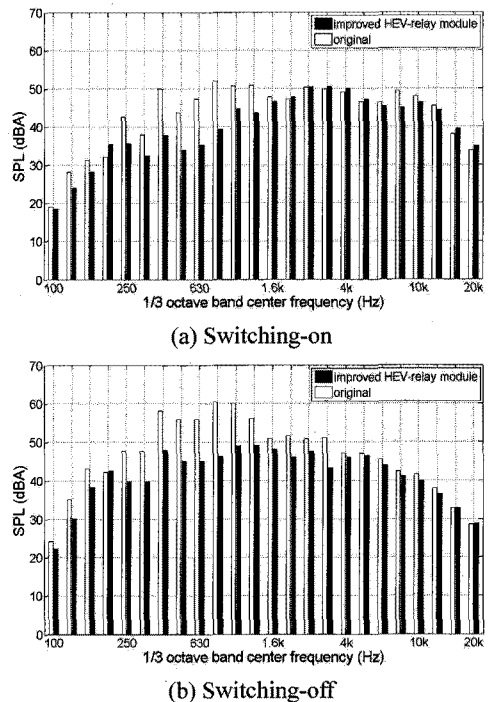 70
60
50
40
30
20
10
0
SPL (dBA)
Improved HEV-relay module
original
100 250 630 1.6k 4k 10k 20k
1/3 octave band center frequency (Hz)
(a) Switching-on
70
60
50
40
30
20
10
0
SPL (dBA)
Improved HEV-relay module
original
100 250 630 1.6k 4k 10k 20k
1/3 octave band center frequency (Hz)
(b) Switching-off